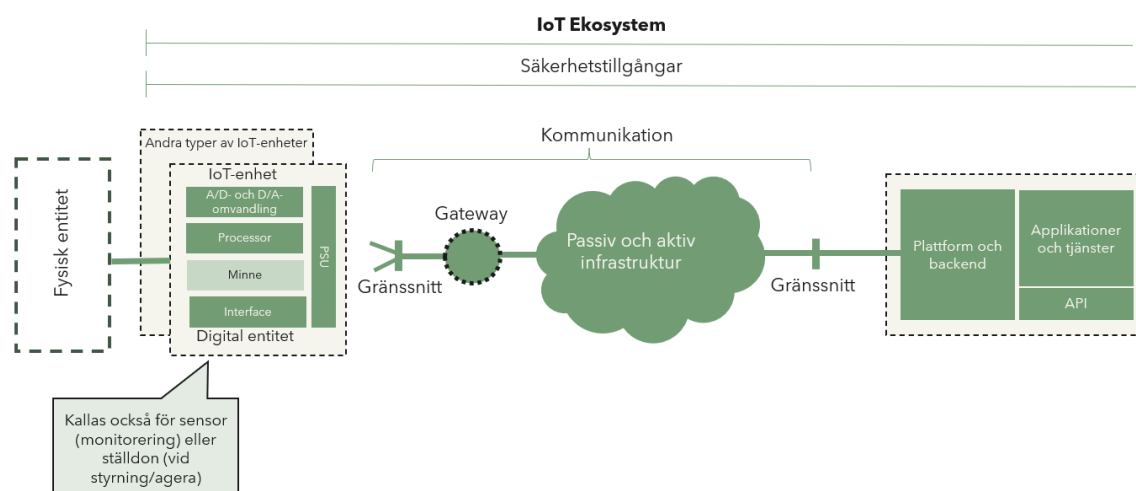 IoT Ekosystem
Säkerhetstillgångar
Kommunikation
Fysisk entitet
Andra typer av IoT-enheter
IoT-enhet
A/D- och D/A-
omvandling
Processor
Minne
Interface
PSU
Digital entitet
Kallas också för sensor
(monitorering) eller
ställdon (vid
styrning/agera)
Gränssnitt
Gateway
Passiv och aktiv
infrastruktur
Gränssnitt
Plattform och
backend
Applikationer
och tjänster
API